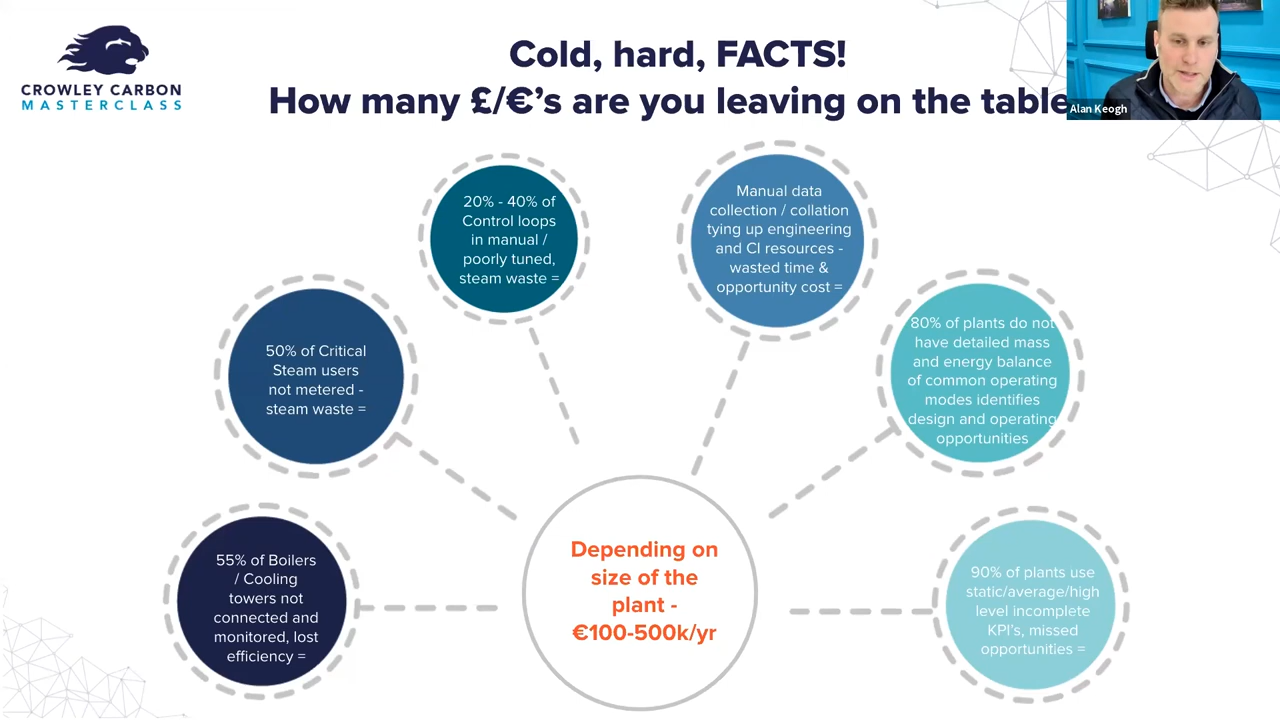 CROWLEY CARBON
MASTERCLASS
Cold, hard, FACTS!
How many £/€’s are you leaving on the table
Alan Keogh
20% - 40% of
Control loops
in manual /
poorly tuned,
steam waste =
Manual data
collection / collation
tying up engineering
and CI resources -
wasted time &
opportunity cost =
50% of Critical
Steam users
not metered -
steam waste =
80% of plants do not
have detailed mass
and energy balance
of common operating
modes identifies
design and operating
opportunities
55% of Boilers
/ Cooling
towers not
connected and
monitored, lost
efficiency =
Depending on
size of the
plant -
€100-500k/yr
90% of plants use
static/average/high
level incomplete
KPI's, missed
opportunities =